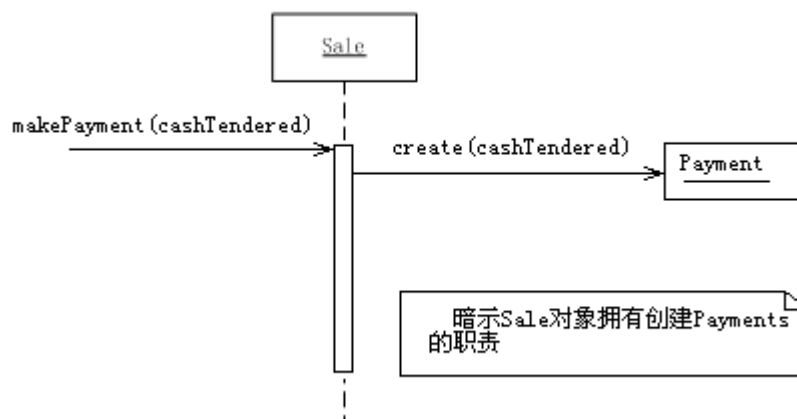 Sale
makePayment(cashTendered)
create(cashTendered)
Payment
暗示Sale对象拥有创建Payments
的职责